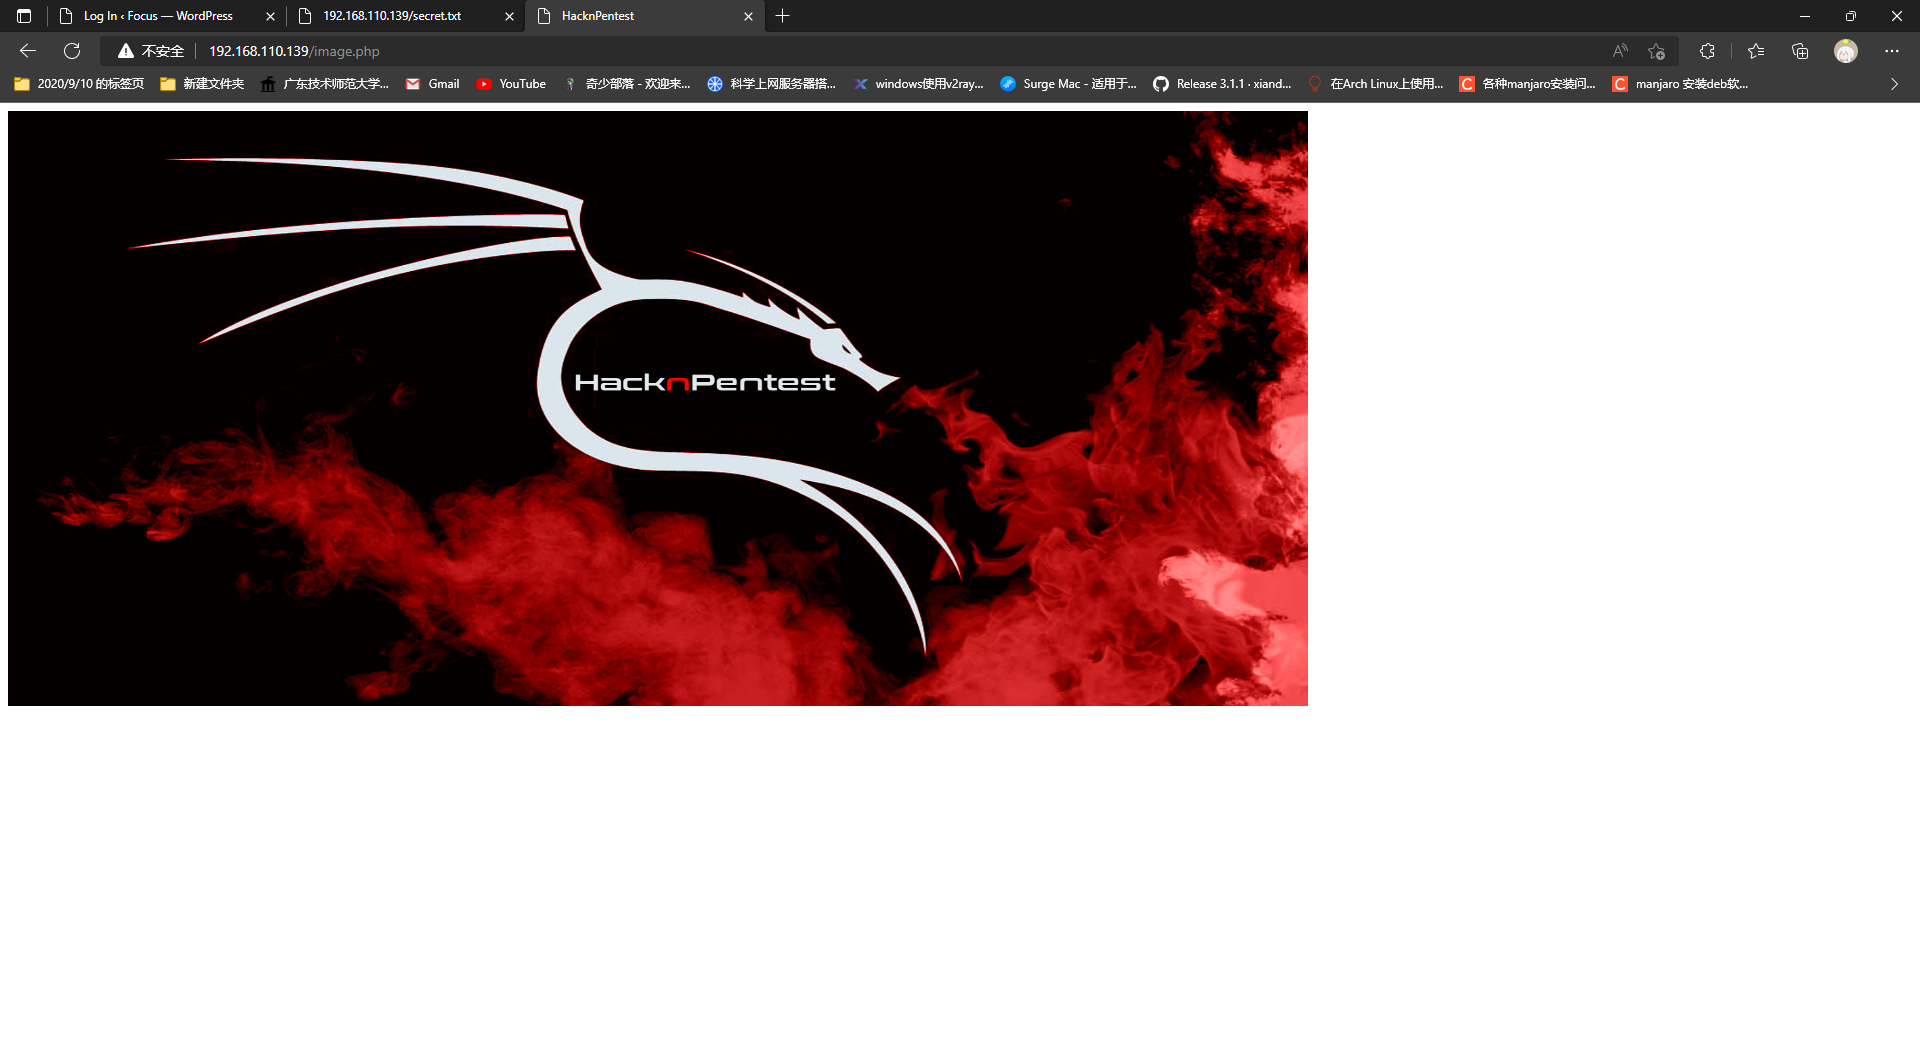 Log In ‹ Focus — WordPress
192.168.110.139/secret.txt
HacknPentest
不安全
192.168.110.139/image.php
2020/9/10 的标签页
新建文件夹
广东技术师范大学...
Gmail
YouTube
奇少部落 - 欢迎来...
科学上网服务器搭...
windows使用v2ray...
Surge Mac - 适用于...
Release 3.1.1 · xiand...
在Arch Linux上使用...
各种manjaro安装问...
manjaro 安装deb软...
HacknPentest